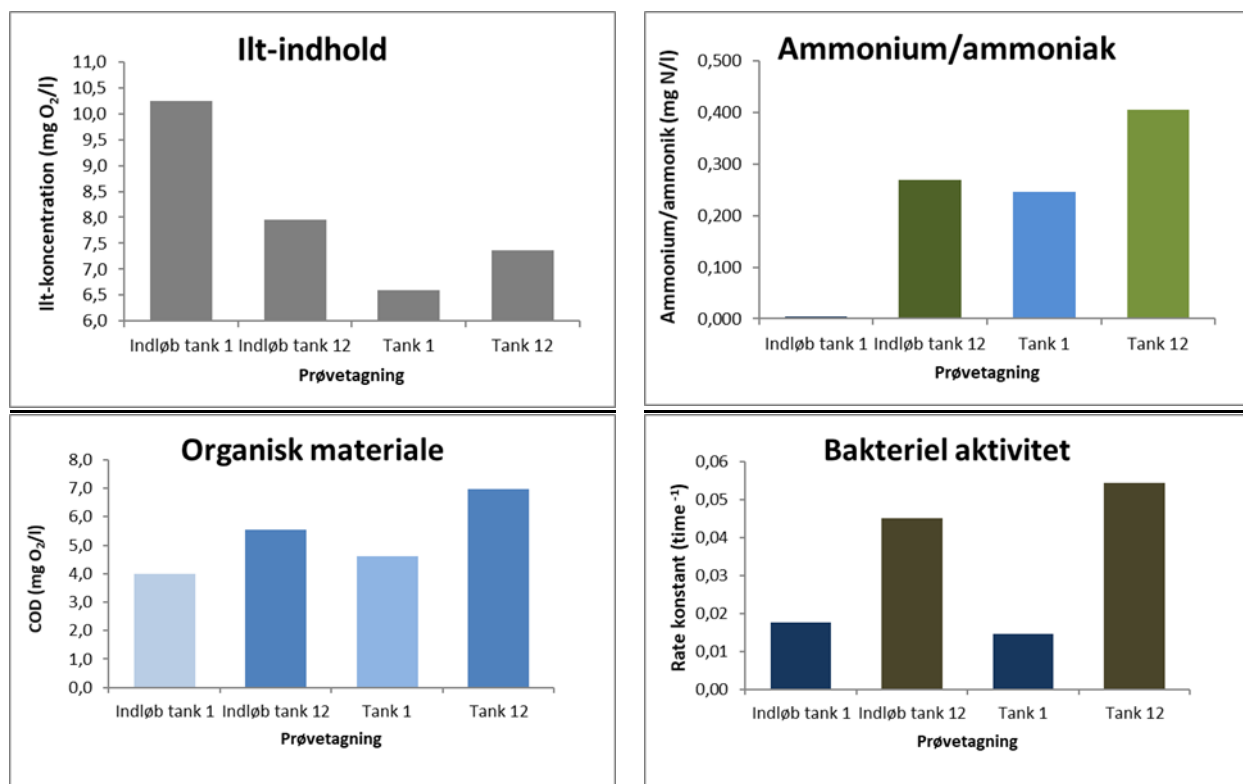 Ilt-indhold
Ilt-koncentration (mg O₂/l)
11,0
10,5
10,0
9,5
9,0
8,5
8,0
7,5
7,0
6,5
6,0
Indløb tank 1 Indløb tank 12 Tank 1 Tank 12
Prøvetagning
Ammonium/ammoniak
Ammonium/ammonik (mg N/l)
0,500
0,400
0,300
0,200
0,100
0,000
Indløb tank 1 Indløb tank 12 Tank 1 Tank 12
Prøvetagning
Organisk materiale
COD (mg O₂/l)
8,0
7,0
6,0
5,0
4,0
3,0
2,0
1,0
0,0
Indløb tank 1 Indløb tank 12 Tank 1 Tank 12
Prøvetagning
Bakteriel aktivitet
Rate konstant (time ⁻¹)
0,06
0,05
0,04
0,03
0,02
0,01
0,00
Indløb tank 1 Indløb tank 12 Tank 1 Tank 12
Prøvetagning